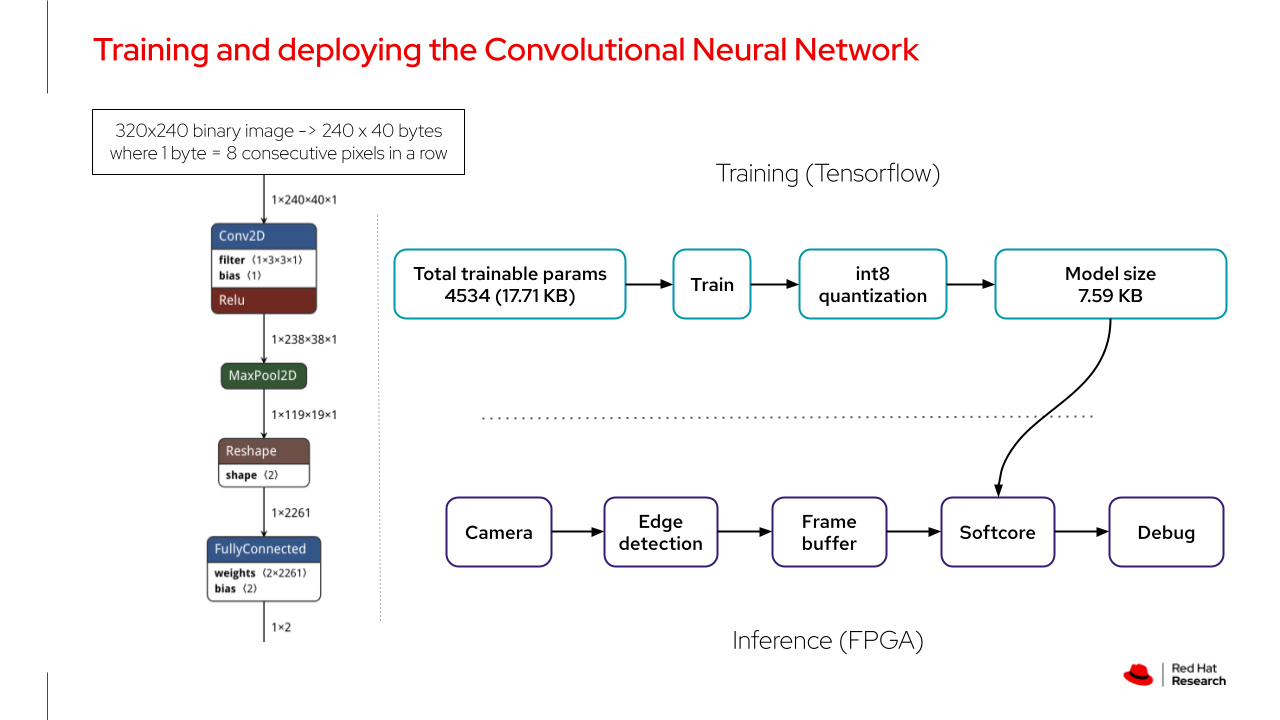 Training and deploying the Convolutional Neural Network
320x240 binary image -> 240 x 40 bytes
where 1 byte = 8 consecutive pixels in a row
1×240×40×1
Conv2D
filter ⟨1×3×3×1⟩
bias ⟨1⟩
Relu
1×238×38×1
MaxPool2D
1×119×19×1
Reshape
shape ⟨2⟩
1×2261
FullyConnected
weights ⟨2×2261⟩
bias ⟨2⟩
1×2
Training (Tensorflow)
Total trainable params
4534 (17.71 KB)
Train
int8
quantization
Model size
7.59 KB
Camera
Edge
detection
Frame
buffer
Softcore
Debug
Inference (FPGA)
Red Hat
Research